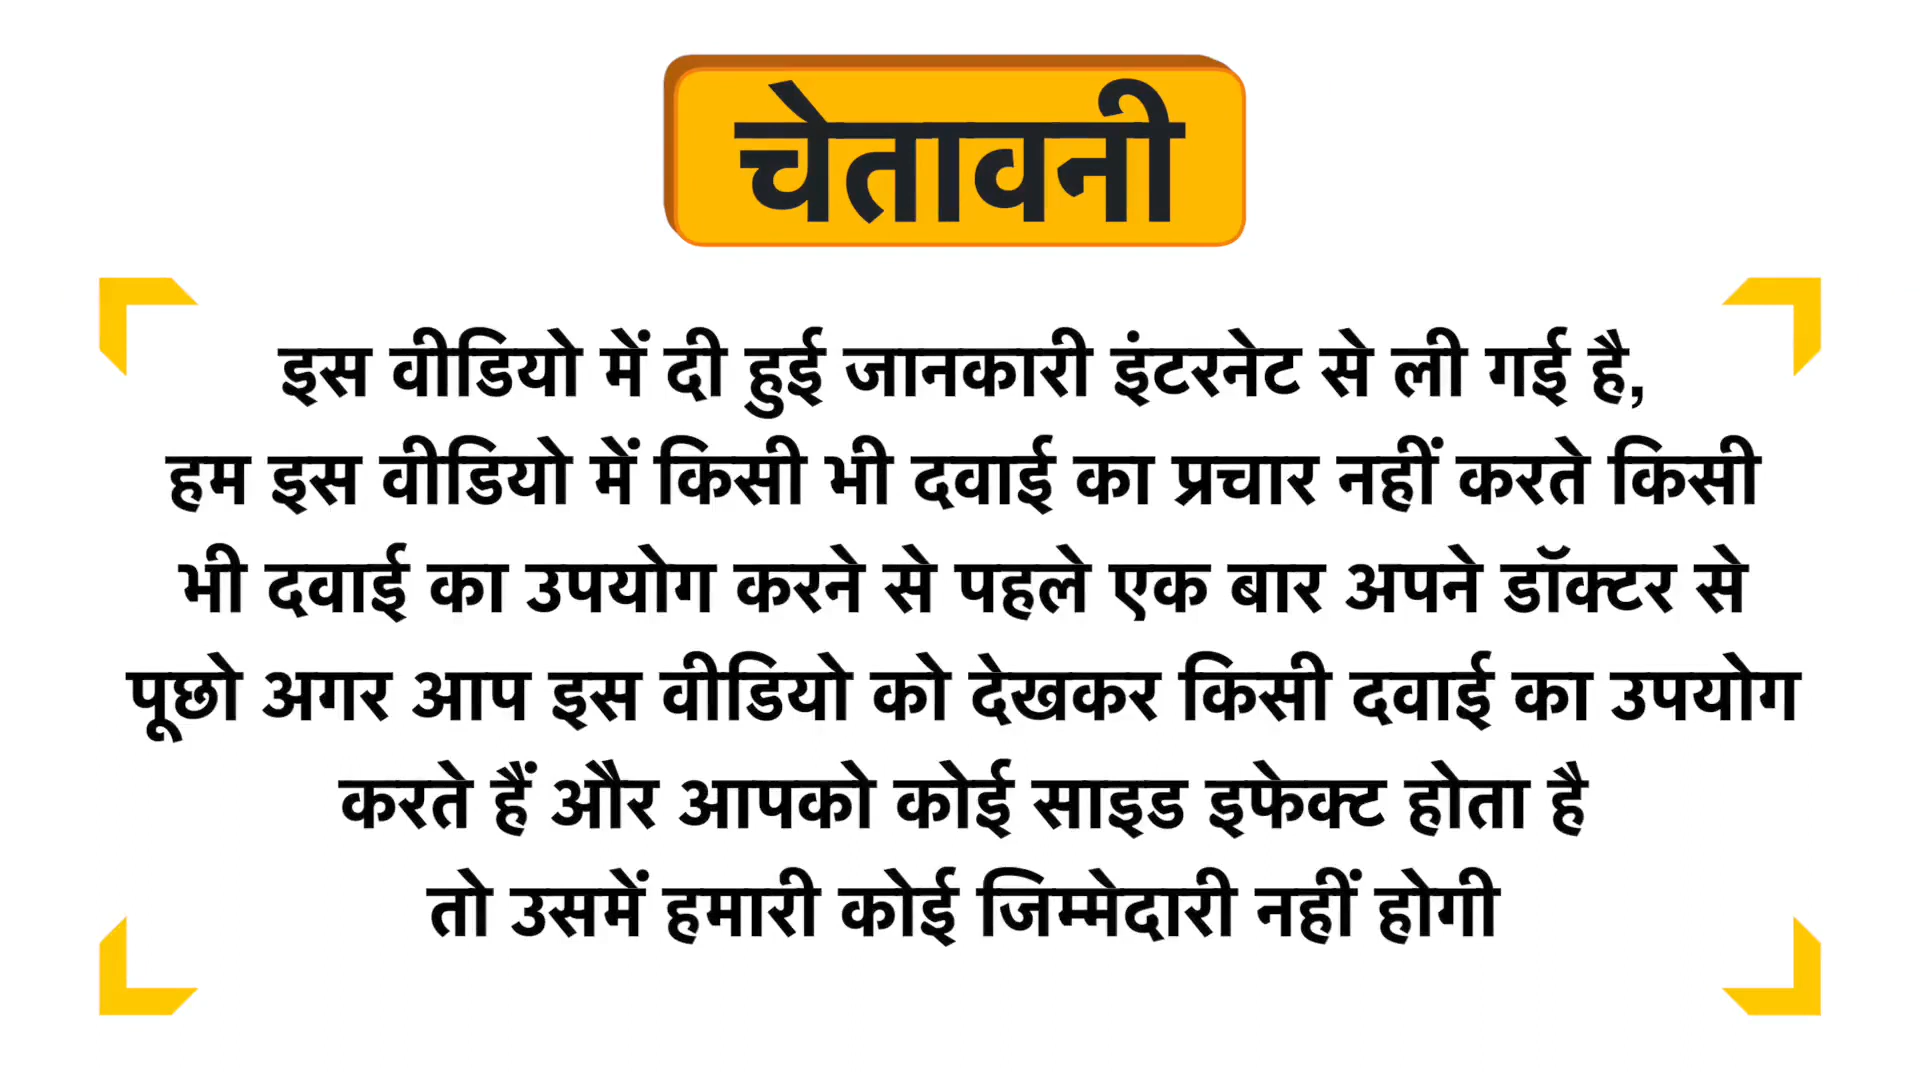 चेतावनी
इस वीडियो में दी हुई जानकारी इंटरनेट से ली गई है,
हम इस वीडियो में किसी भी दवाई का प्रचार नहीं करते किसी
भी दवाई का उपयोग करने से पहले एक बार अपने डॉक्टर से
पूछो अगर आप इस वीडियो को देखकर किसी दवाई का उपयोग
करते हैं और आपको कोई साइड इफेक्ट होता है
तो उसमें हमारी कोई जिम्मेदारी नहीं होगी